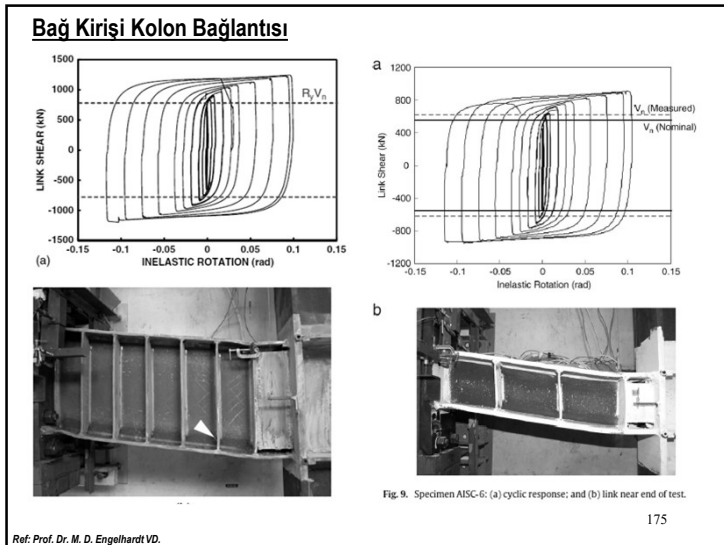 Bağ Kirişi Kolon Bağlantısı
1500
1000
500
0
-500
-1000
-1500
LINK SHEAR (kN)
RyVn
-0.15 -0.1 -0.05 0 0.05 0.1 0.15
(a) INELASTIC ROTATION (rad)
a
1200
800
400
0
-400
-800
-1200
Link Shear (kN)
Vn (Measured)
Vn (Nominal)
-0.15 -0.1 -0.05 0 0.05 0.1 0.15
Inelastic Rotation (rad)
b
Fig. 9. Specimen AISC-6: (a) cyclic response; and (b) link near end of test.
175
Ref: Prof. Dr. M. D. Engelhardt VD.